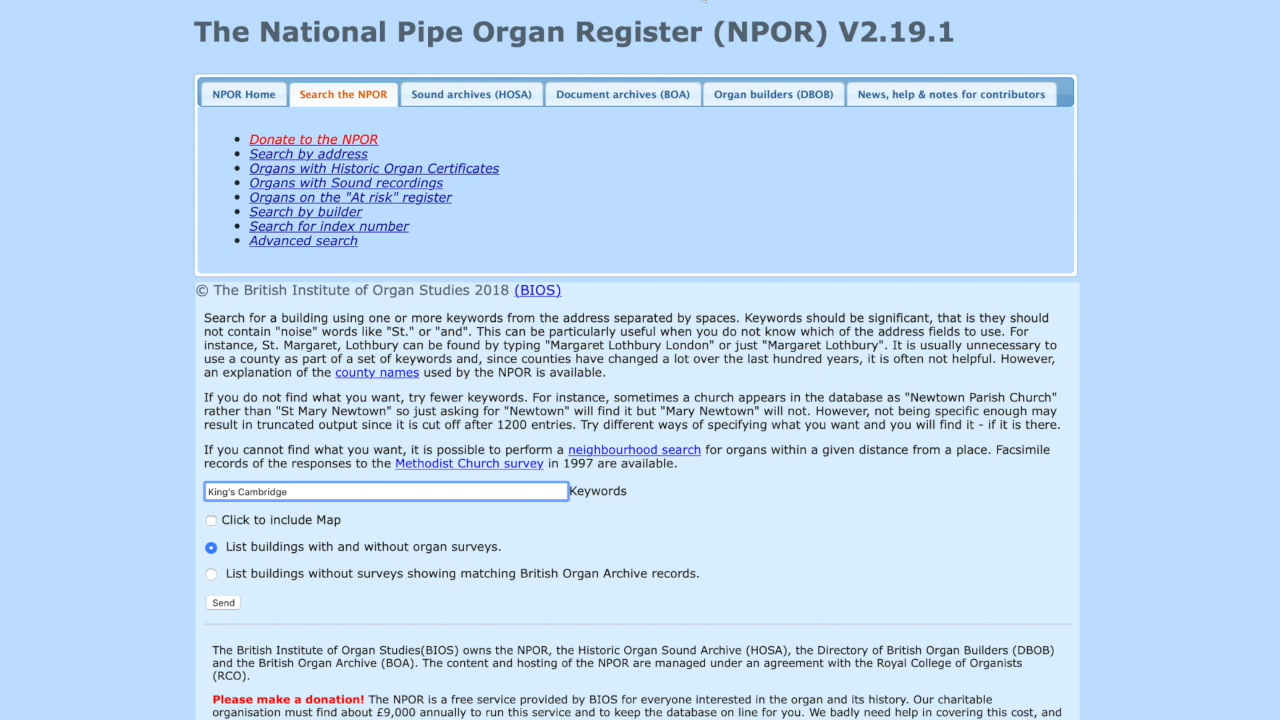 The National Pipe Organ Register (NPOR) V2.19.1
NPOR Home
Search the NPOR
Sound archives (HOSA)
Document archives (BOA)
Organ builders (DBOB)
News, help & notes for contributors
Donate to the NPOR
Search by address
Organs with Historic Organ Certificates
Organs with Sound recordings
Organs on the "At risk" register
Search by builder
Search for index number
Advanced search
© The British Institute of Organ Studies 2018 (BIOS)
Search for a building using one or more keywords from the address separated by spaces. Keywords should be significant, that is they should
not contain "noise" words like "St." or "and". This can be particularly useful when you do not know which of the address fields to use. For
instance, St. Margaret, Lothbury can be found by typing "Margaret Lothbury London" or just "Margaret Lothbury". It is usually unnecessary to
use a county as part of a set of keywords and, since counties have changed a lot over the last hundred years, it is often not helpful. However,
an explanation of the county names used by the NPOR is available.
If you do not find what you want, try fewer keywords. For instance, sometimes a church appears in the database as "Newtown Parish Church"
rather than "St Mary Newtown" so just asking for "Newtown" will find it but "Mary Newtown" will not. However, not being specific enough may
result in truncated output since it is cut off after 1200 entries. Try different ways of specifying what you want and you will find it - if it is there.
If you cannot find what you want, it is possible to perform a neighbourhood search for organs within a given distance from a place. Facsimile
records of the responses to the Methodist Church survey in 1997 are available.
King's Cambridge Keywords
Click to include Map
List buildings with and without organ surveys.
List buildings without surveys showing matching British Organ Archive records.
Send
The British Institute of Organ Studies(BIOS) owns the NPOR, the Historic Organ Sound Archive (HOSA), the Directory of British Organ Builders (DBOB)
and the British Organ Archive (BOA). The content and hosting of the NPOR are managed under an agreement with the Royal College of Organists
(RCO).
Please make a donation! The NPOR is a free service provided by BIOS for everyone interested in the organ and its history. Our charitable
organisation must find about £9,000 annually to run this service and to keep the database on line for you. We badly need help in covering this cost, and